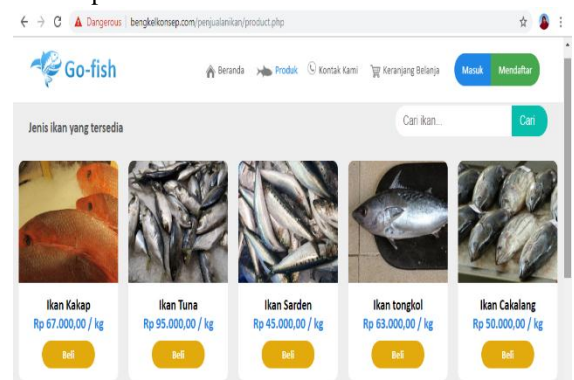 Dangerous bengkelkonsep.com/penjualanikan/product.php
Go-fish Beranda Produk Kontak Kami Keranjang Belanja Masuk Mendaftar
Jenis ikan yang tersedia Cari ikan... Cari
Ikan Kakap Ikan Tuna Ikan Sarden Ikan tongkol Ikan Cakalang
Rp 67.000,00 / kg Rp 95.000,00 / kg Rp 45.000,00 / kg Rp 63.000,00 / kg Rp 50.000,00 / kg
Beli Beli Beli Beli Beli